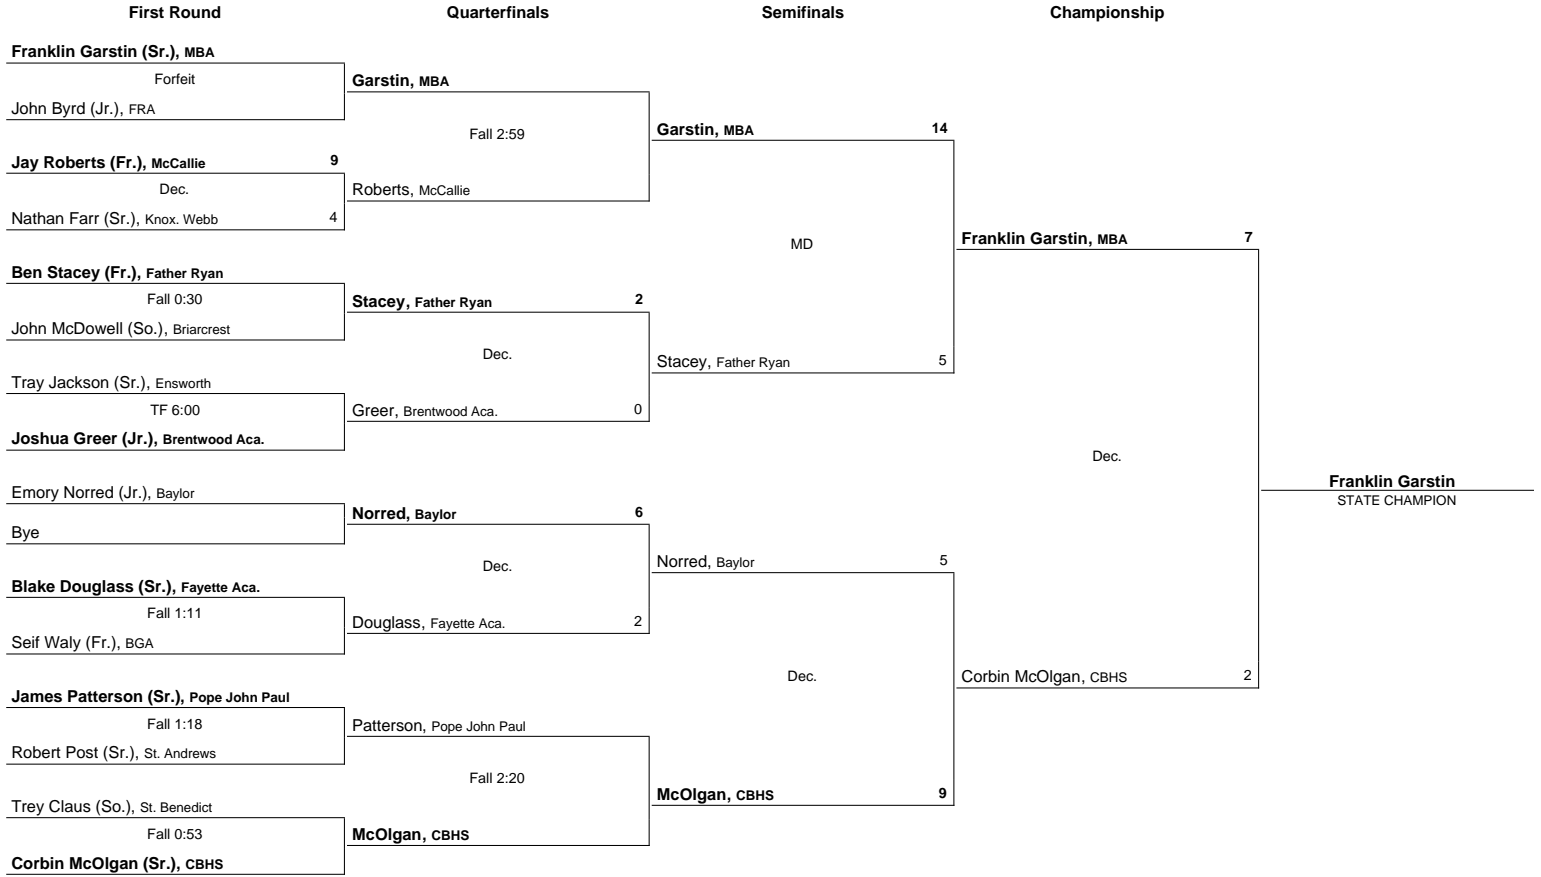 First Round
Quarterfinals
Semifinals
Championship
Franklin Garstin (Sr.), MBA
Forfeit
John Byrd (Jr.), FRA
Jay Roberts (Fr.), McCallie 9
Dec.
Nathan Farr (Sr.), Knox. Webb 4
Ben Stacey (Fr.), Father Ryan
Fall 0:30
John McDowell (So.), Briarcrest
Tray Jackson (Sr.), Ensworth
TF 6:00
Joshua Greer (Jr.), Brentwood Aca.
Emory Norred (Jr.), Baylor
Bye
Blake Douglass (Sr.), Fayette Aca.
Fall 1:11
Seif Waly (Fr.), BGA
James Patterson (Sr.), Pope John Paul
Fall 1:18
Robert Post (Sr.), St. Andrews
Trey Claus (So.), St. Benedict
Fall 0:53
Corbin McOlgan (Sr.), CBHS
Garstin, MBA
Fall 2:59
Roberts, McCallie
Stacey, Father Ryan 2
Dec.
Greer, Brentwood Aca. 0
Norred, Baylor 6
Dec.
Douglass, Fayette Aca. 2
Patterson, Pope John Paul
Fall 2:20
McOlgan, CBHS
Garstin, MBA 14
MD
Stacey, Father Ryan 5
Norred, Baylor 5
Dec.
McOlgan, CBHS 9
Franklin Garstin, MBA 7
Dec.
Corbin McOlgan, CBHS 2
Franklin Garstin
STATE CHAMPION